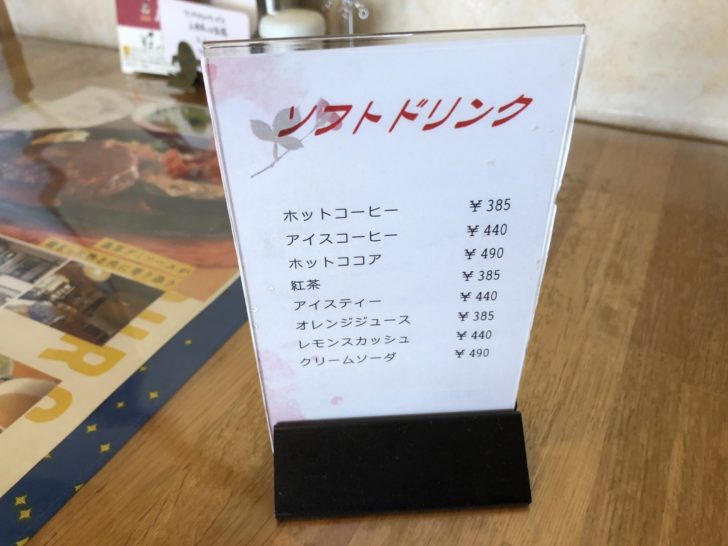 ソフトドリンク
ホットコーヒー ¥385
アイスコーヒー ¥440
ホットココア ¥490
紅茶 ¥385
アイスティー ¥440
オレンジジュース ¥385
レモンスカッシュ ¥440
クリームソーダ ¥490